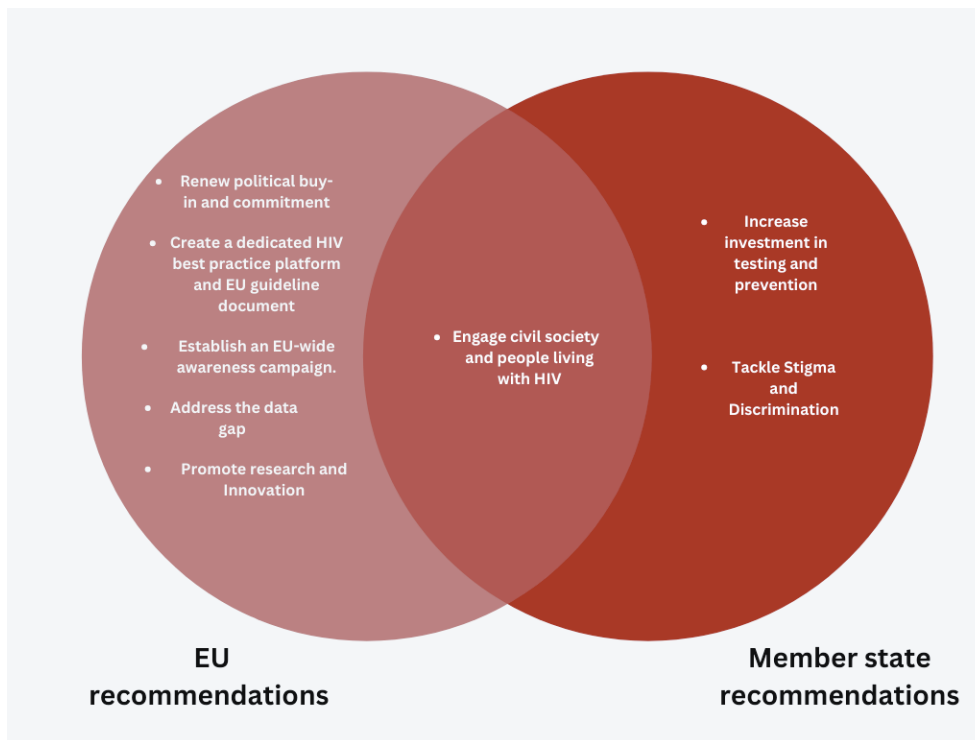 • Renew political buy-
in and commitment
• Create a dedicated HIV
best practice platform
and EU guideline
document
• Establish an EU-wide
awareness campaign.
• Address the data
gap
• Promote research and
Innovation
• Engage civil society
and people living
with HIV
• Increase
investment in
testing and
prevention
• Tackle Stigma
and
Discrimination
EU
recommendations
Member state
recommendations